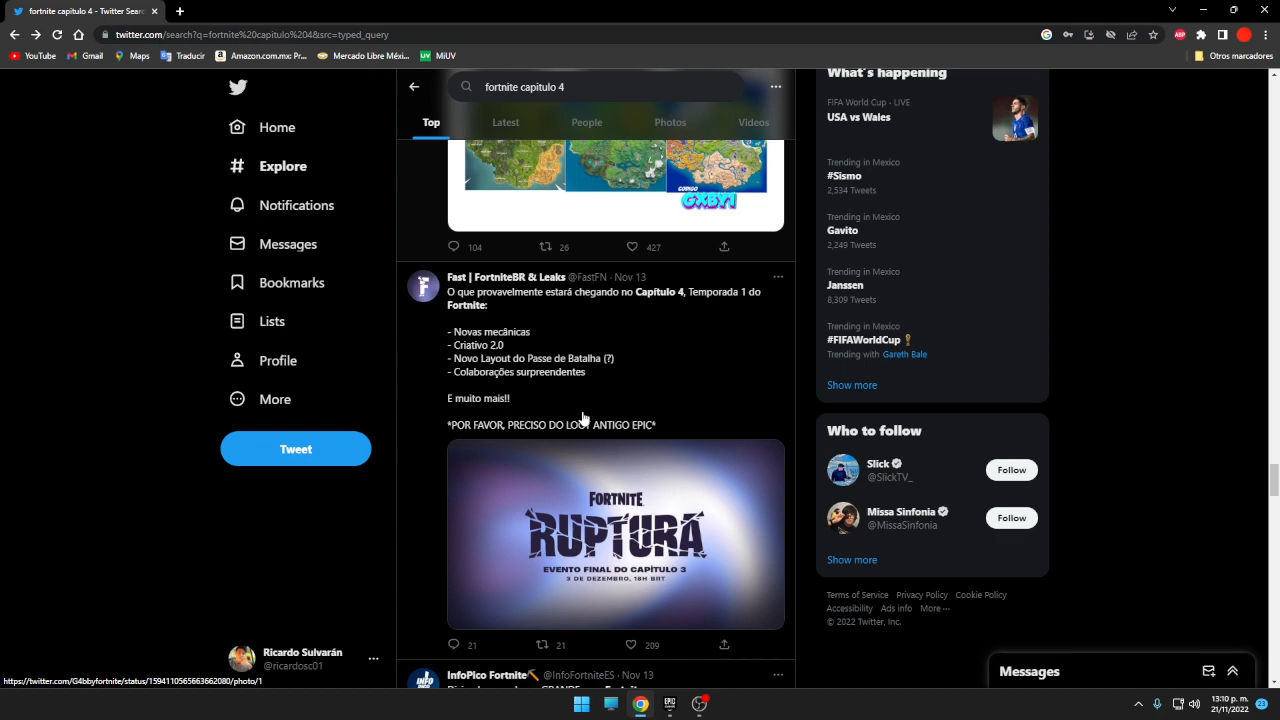 fortnite capitulo 4 - Twitter Searc
twitter.com/search?q=fortnite%20capitulo%204&src=typed_query
ABP
YouTube
Gmail
Maps
Traducir
Amazon.com.mx: Pr...
Mercado Libre Méxi...
UV MiUV
Otros marcadores
Home
Explore
Notifications
Messages
Bookmarks
Lists
Profile
More
Tweet
Ricardo Sulvarán
@ricardosc01
fortnite capitulo 4
Top Latest People Photos Videos
CODIGO
GXBY1
104 26 427
Fast | FortniteBR & Leaks @FastFN · Nov 13
O que provavelmente estará chegando no Capítulo 4, Temporada 1 do
Fortnite:
- Novas mecânicas
- Criativo 2.0
- Novo Layout do Passe de Batalha (?)
- Colaborações surpreendentes
E muito mais!!
*POR FAVOR, PRECISO DO LOOT ANTIGO EPIC*
FORTNITE
RUPTURA
EVENTO FINAL DO CAPÍTULO 3
3 DE DEZEMBRO, 18H BRT
21 21 209
InfoPico Fortnite @InfoFortniteES · Nov 13
What's happening
FIFA World Cup · LIVE
USA vs Wales
Trending in Mexico
#Sismo
2,534 Tweets
Trending in Mexico
Gavito
2,249 Tweets
Trending in Mexico
Janssen
8,309 Tweets
Trending in Mexico
#FIFAWorldCup
Trending with Gareth Bale
Show more
Who to follow
Slick
@SlickTV_
Follow
Missa Sinfonia
@MissaSinfonia
Follow
Show more
Terms of Service Privacy Policy Cookie Policy
Accessibility Ads info More ···
© 2022 Twitter, Inc.
Messages
https://twitter.com/G4lbyfortnite/status/1594110565663662080/photo/1
EPIC
13:10 p. m.
21/11/2022
23